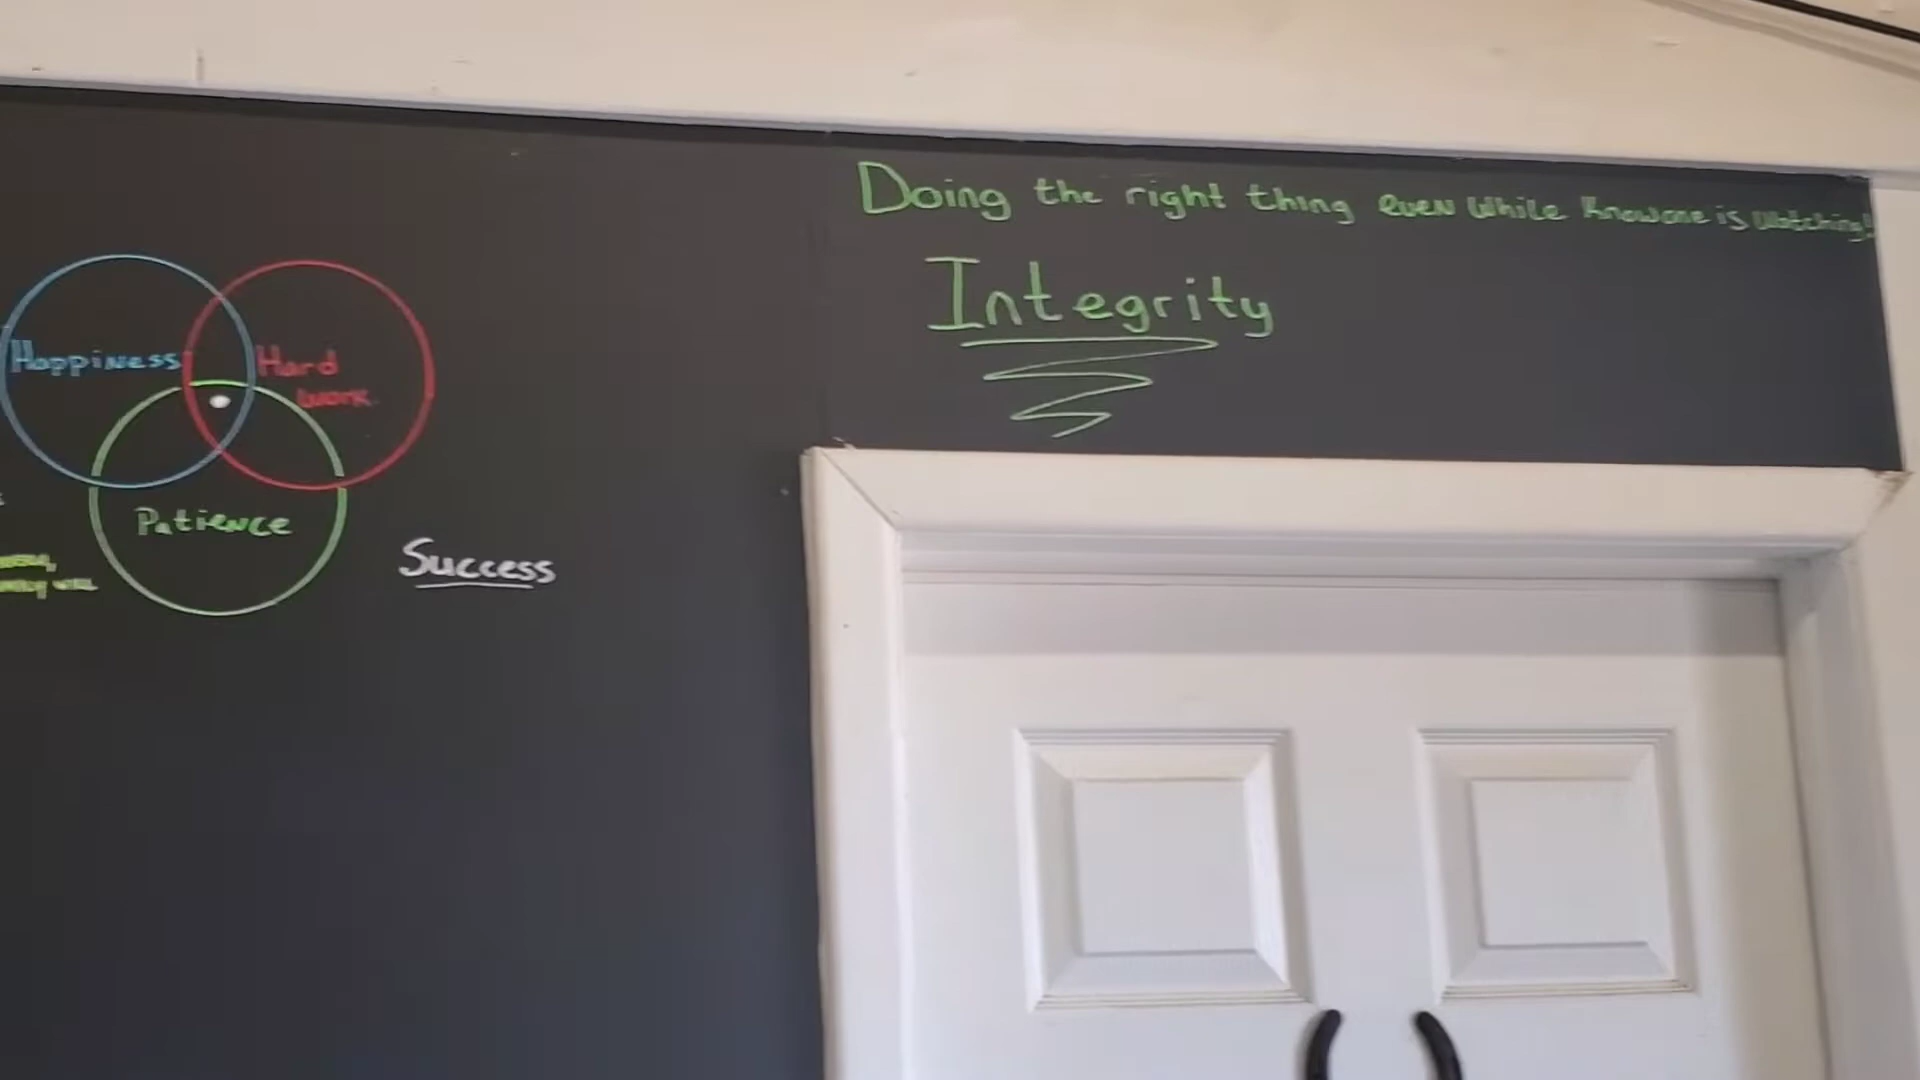 Doing the right thing even while Knowone is watching!
Integrity
Happiness
Hard
work
Patience
Success